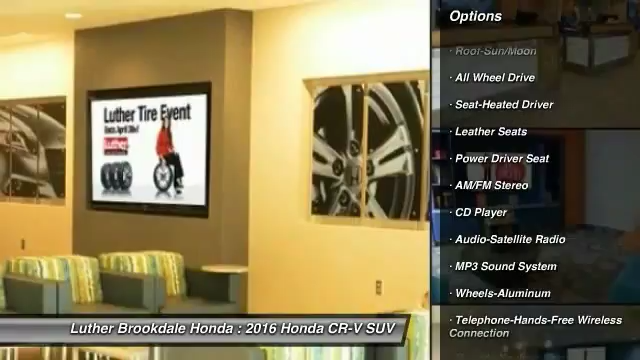 Options
· Roof-Sun/Moon
· All Wheel Drive
· Seat-Heated Driver
· Leather Seats
· Power Driver Seat
· AM/FM Stereo
· CD Player
· Audio-Satellite Radio
· MP3 Sound System
· Wheels-Aluminum
· Telephone-Hands-Free Wireless
Connection
Luther Tire Event
Luther
Luther Brookdale Honda : 2016 Honda CR-V SUV